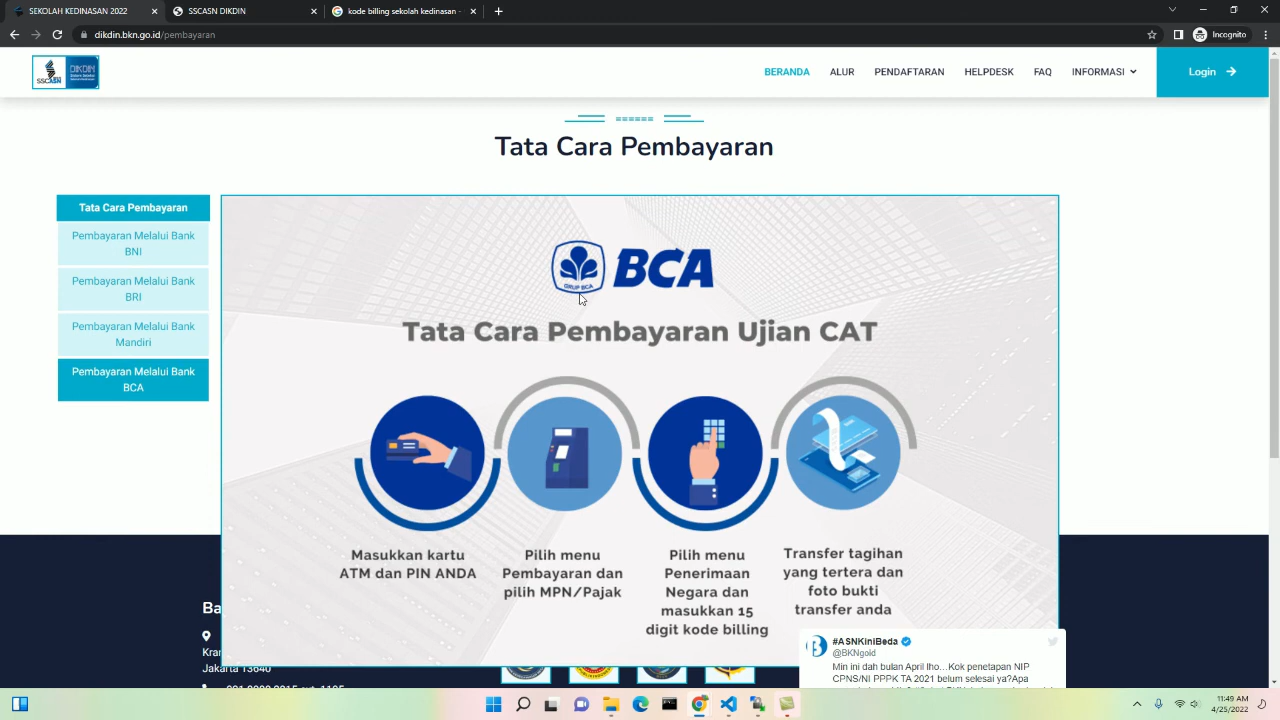 SEKOLAH KEDINASAN 2022
SSCASN DIKDIN
kode billing sekolah kedinasan -
dikdin.bkn.go.id/pembayaran
Incognito
SSCASN
DIKDIN
BERANDA
ALUR
PENDAFTARAN
HELPDESK
FAQ
INFORMASI
Login
Tata Cara Pembayaran
Tata Cara Pembayaran
Pembayaran Melalui Bank
BNI
Pembayaran Melalui Bank
BRI
Pembayaran Melalui Bank
Mandiri
Pembayaran Melalui Bank
BCA
GRUP BCA
BCA
Tata Cara Pembayaran Ujian CAT
Masukkan kartu
ATM dan PIN ANDA
Pilih menu
Pembayaran dan
pilih MPN/Pajak
Pilih menu
Penerimaan
Negara dan
masukkan 15
digit kode billing
Transfer tagihan
yang tertera dan
foto bukti
transfer anda
Ba
Kran
Jakarta 13640
#ASNKiniBeda
@BKNgoid
Min ini dah bulan April lho...Kok penetapan NIP
CPNS/NI PPPK TA 2021 belum selesai ya?Apa
11:49 AM
4/25/2022